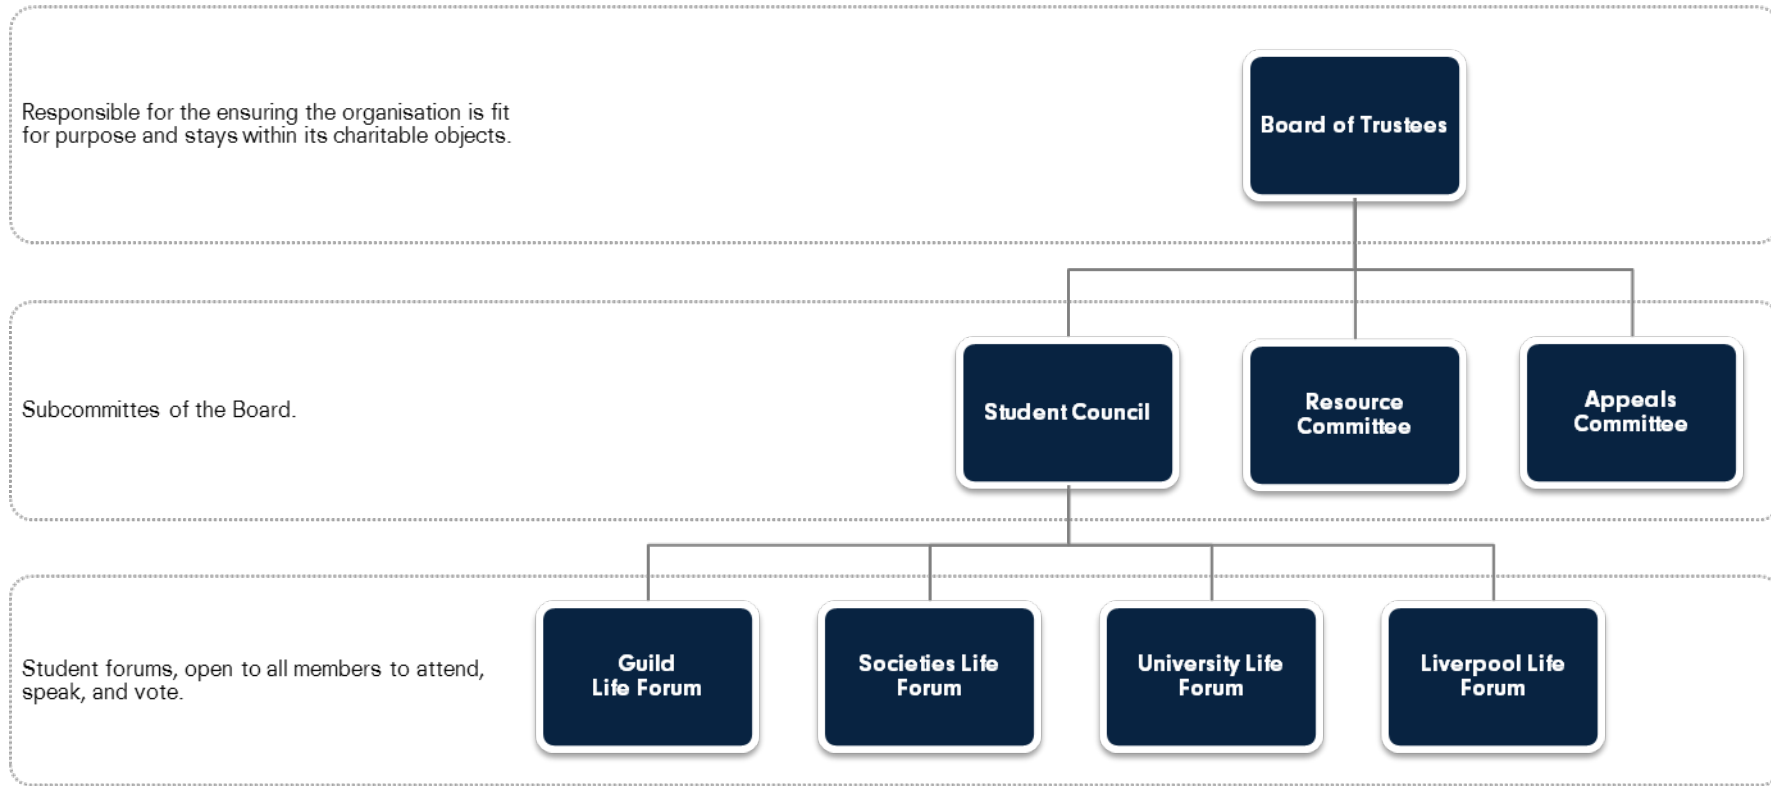 Board of Trustees
Responsible for the ensuring the organisation is fit
for purpose and stays within its charitable objects.
Subcommittes of the Board.
Student Council
Resource
Committee
Appeals
Committee
Student forums, open to all members to attend,
speak, and vote.
Guild
Life Forum
Societies Life
Forum
University Life
Forum
Liverpool Life
Forum